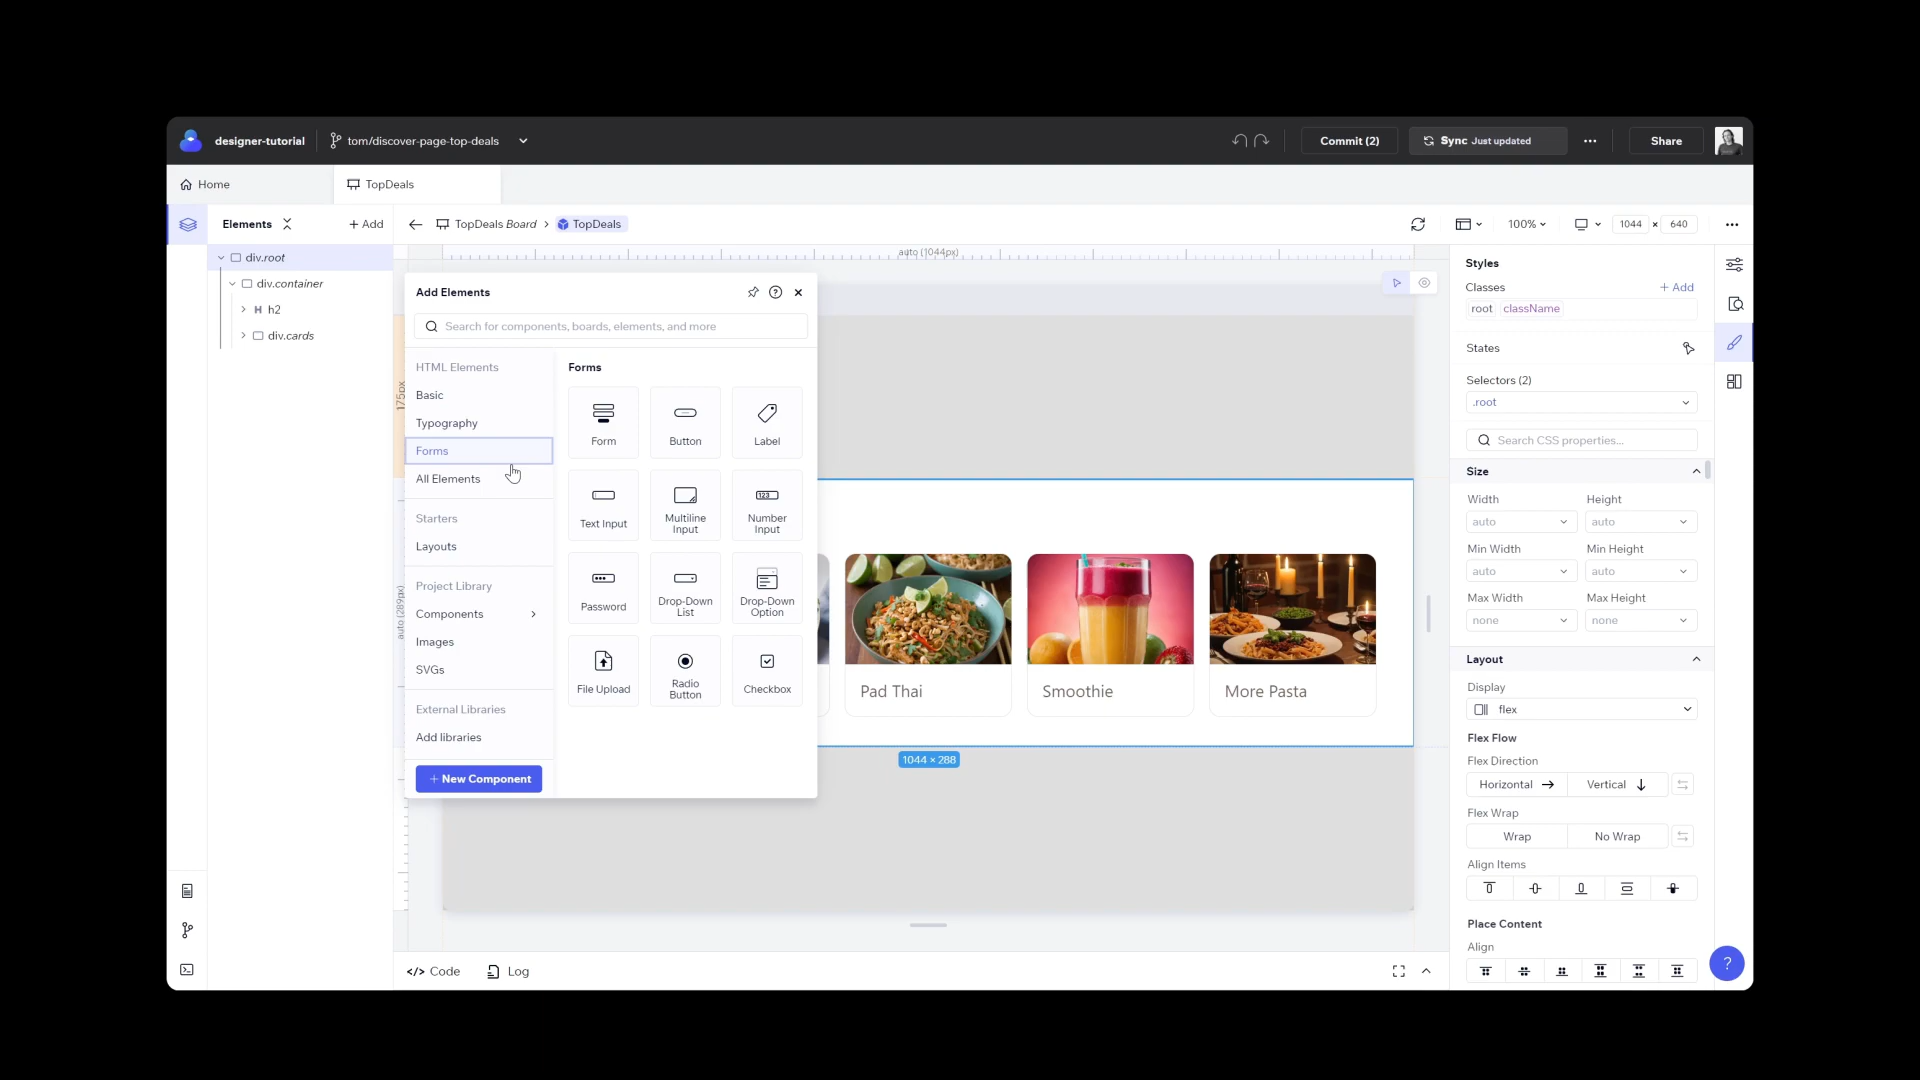 designer-tutorial
tom/discover-page-top-deals
Commit (2)
Sync Just updated
Share
Home
TopDeals
Elements
+ Add
TopDeals Board
TopDeals
100%
1044 × 640
div.root
div.container
H h2
div.cards
auto (1044px)
175px
auto (289px)
Add Elements
Search for components, boards, elements, and more
HTML Elements
Basic
Typography
Forms
All Elements
Starters
Layouts
Project Library
Components
Images
SVGs
External Libraries
Add libraries
+ New Component
Forms
Form
Button
Label
Text Input
Multiline
Input
123
Number
Input
Password
Drop-Down
List
Drop-Down
Option
File Upload
Radio
Button
Checkbox
Pad Thai
Smoothie
More Pasta
1044 × 288
</> Code
Log
Styles
Classes
+ Add
root className
States
Selectors (2)
.root
Search CSS properties...
Size
Width
Height
auto
auto
Min Width
Min Height
auto
auto
Max Width
Max Height
none
none
Layout
Display
flex
Flex Flow
Flex Direction
Horizontal
Vertical
Flex Wrap
Wrap
No Wrap
Align Items
Place Content
Align
?